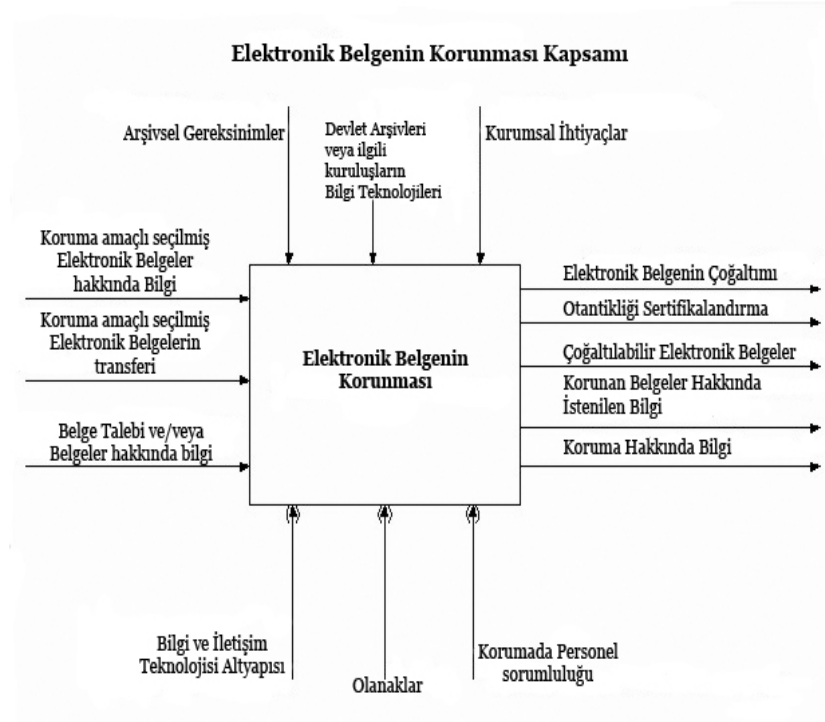 Elektronik Belgenin Korunması Kapsamı
Arşivsel Gereksinimler
Devlet Arşivleri
veya ilgili
kuruluşların
Bilgi Teknolojileri
Kurumsal İhtiyaçlar
Koruma amaçlı seçilmiş
Elektronik Belgeler
hakkında Bilgi
Koruma amaçlı seçilmiş
Elektronik Belgelerin
transferi
Belge Talebi ve/veya
Belgeler hakkında bilgi
Elektronik Belgenin
Korunması
Elektronik Belgenin Çoğaltımı
Otantikliği Sertifikalandırma
Çoğaltılabilir Elektronik Belgeler
Korunan Belgeler Hakkında
İstenilen Bilgi
Koruma Hakkında Bilgi
Bilgi ve İletişim
Teknolojisi Altyapısı
Olanaklar
Korumada Personel
sorumluluğu